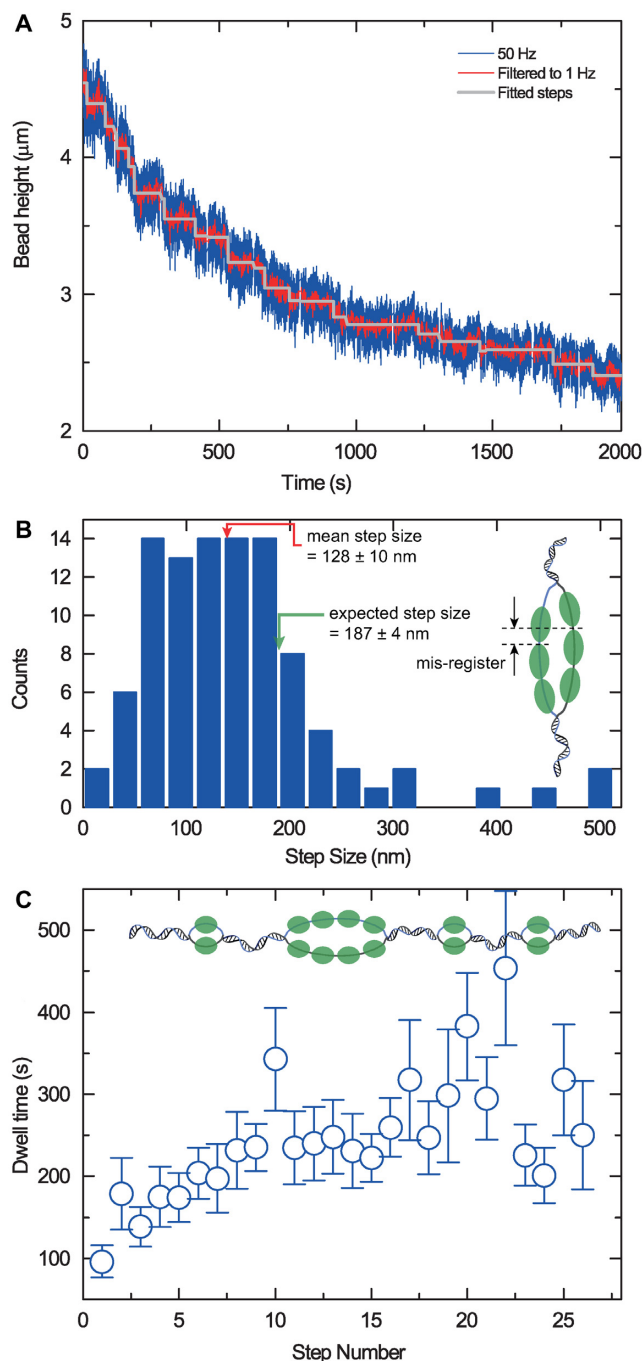 A
5
4
3
2
Bead height (μm)
50 Hz
Filtered to 1 Hz
Fitted steps
0 500 1000 1500 2000
Time (s)
B
14
12
10
8
6
4
2
0
Counts
mean step size
= 128 ± 10 nm
expected step size
= 187 ± 4 nm
mis-register
0 100 200 300 400 500
Step Size (nm)
C
500
400
300
200
100
Dwell time (s)
0 5 10 15 20 25
Step Number